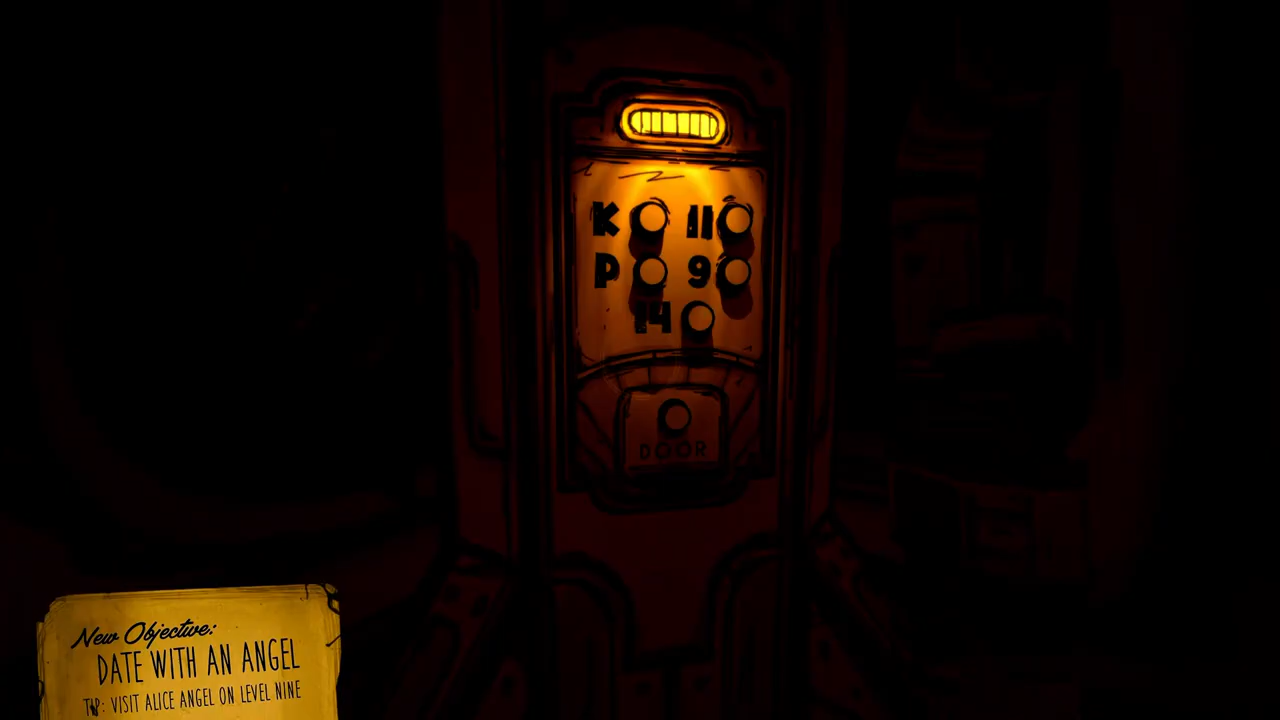 K 11
P 9
14
DOOR
New Objective:
DATE WITH AN ANGEL
TIP: VISIT ALICE ANGEL ON LEVEL NINE